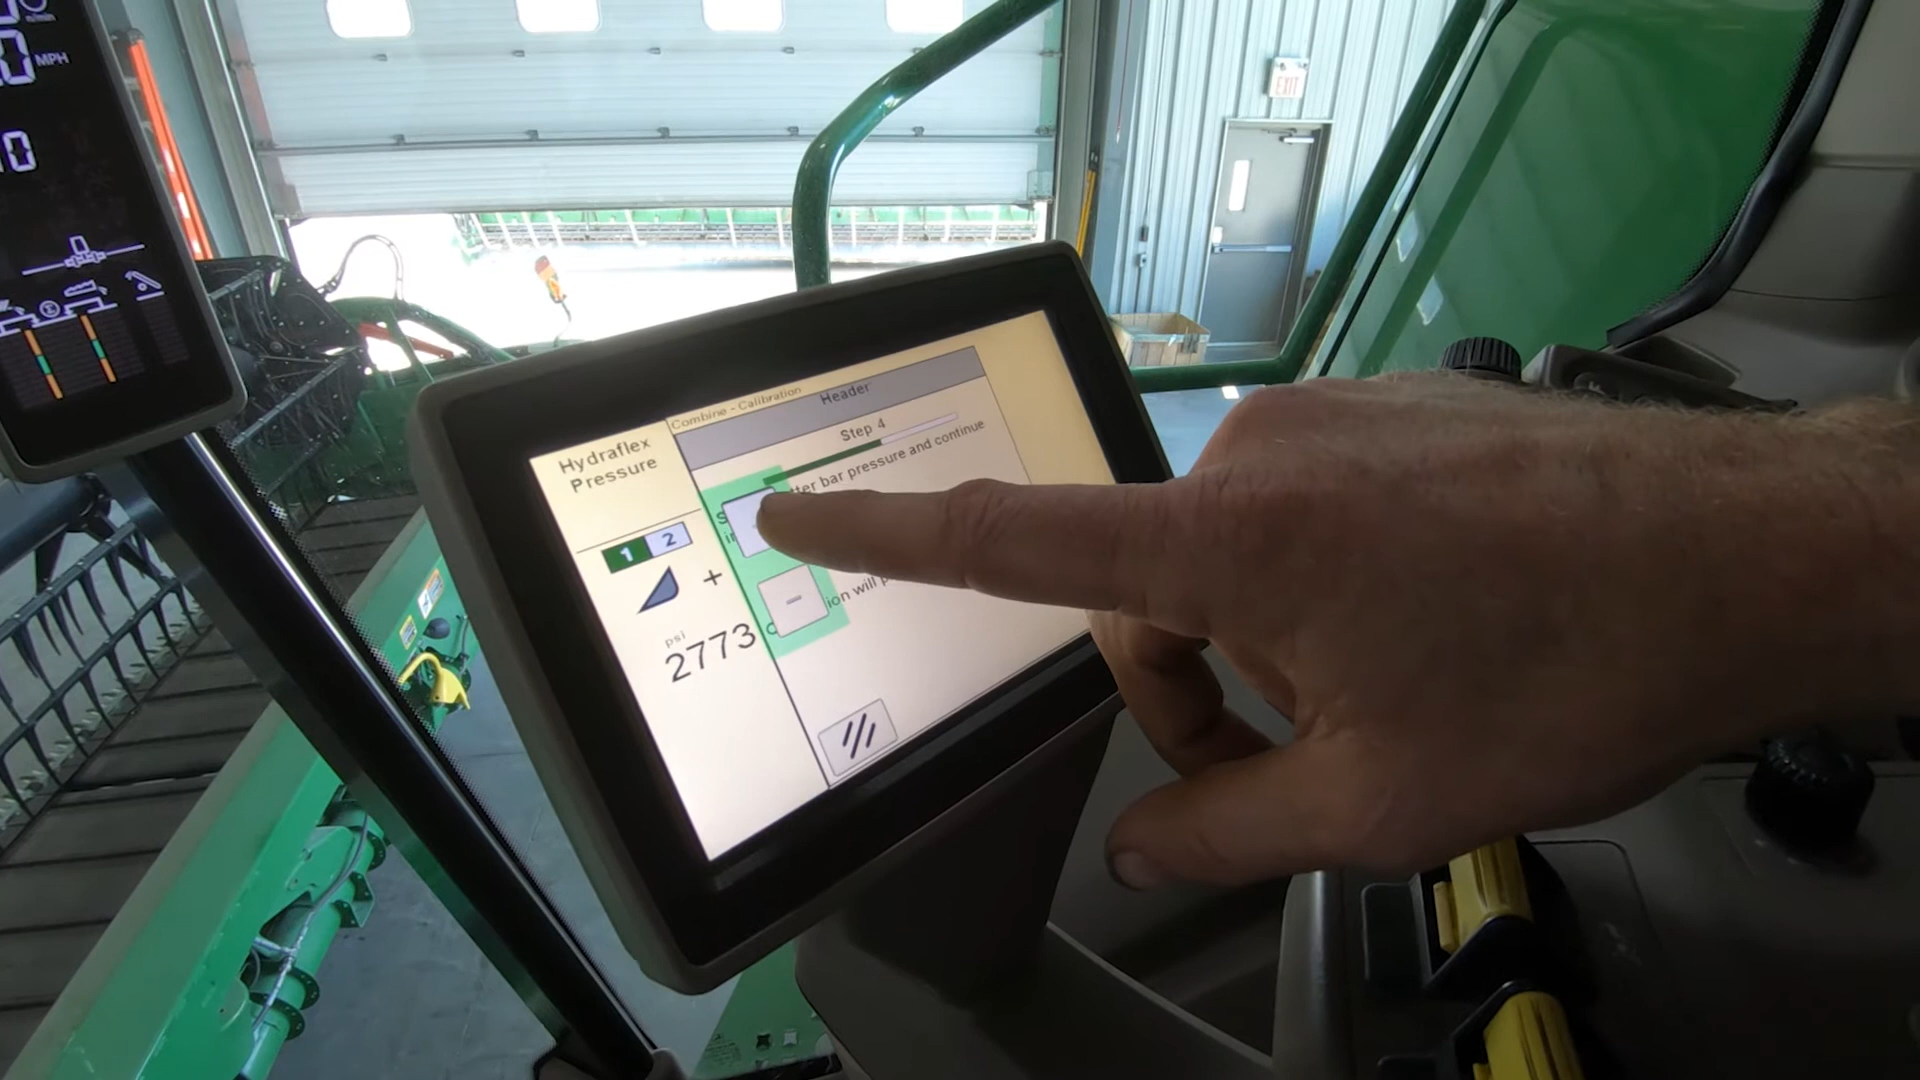 MPH
0
EXIT
Combine - Calibration
Header
Hydraflex
Pressure
Step 4
bar pressure and continue
1 2
+
−
ion will
psi
2773